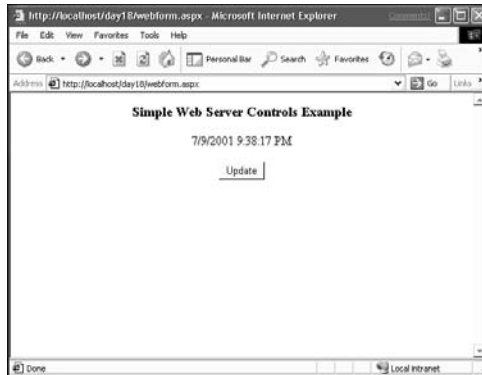 http://localhost/day18/webform.aspx - Microsoft Internet Explorer
Comments!
File Edit View Favorites Tools Help
Back Personal Bar Search Favorites
Address http://localhost/day18/webform.aspx Go Links
Simple Web Server Controls Example
7/9/2001 9:38:17 PM
Update
Done Local intranet